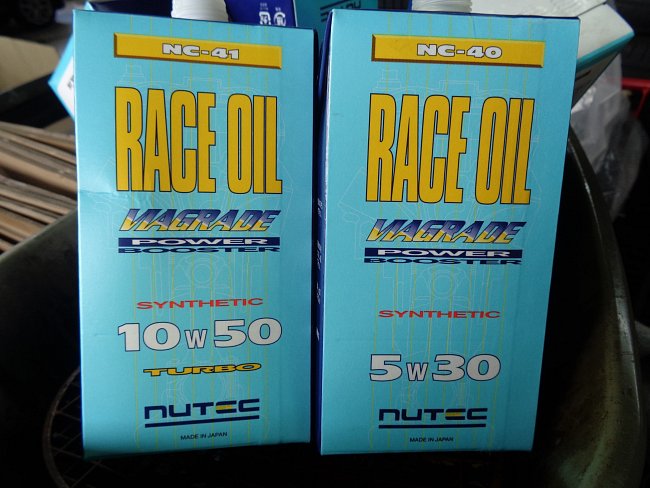 NC-41
RACE OIL
VIAGRADE
POWER
BOOSTER
SYNTHETIC
10W50
TURBO
NUTEC
MADE IN JAPAN
NC-40
RACE OIL
VIAGRADE
POWER
BOOSTER
SYNTHETIC
5W30
NUTEC
MADE IN JAPAN